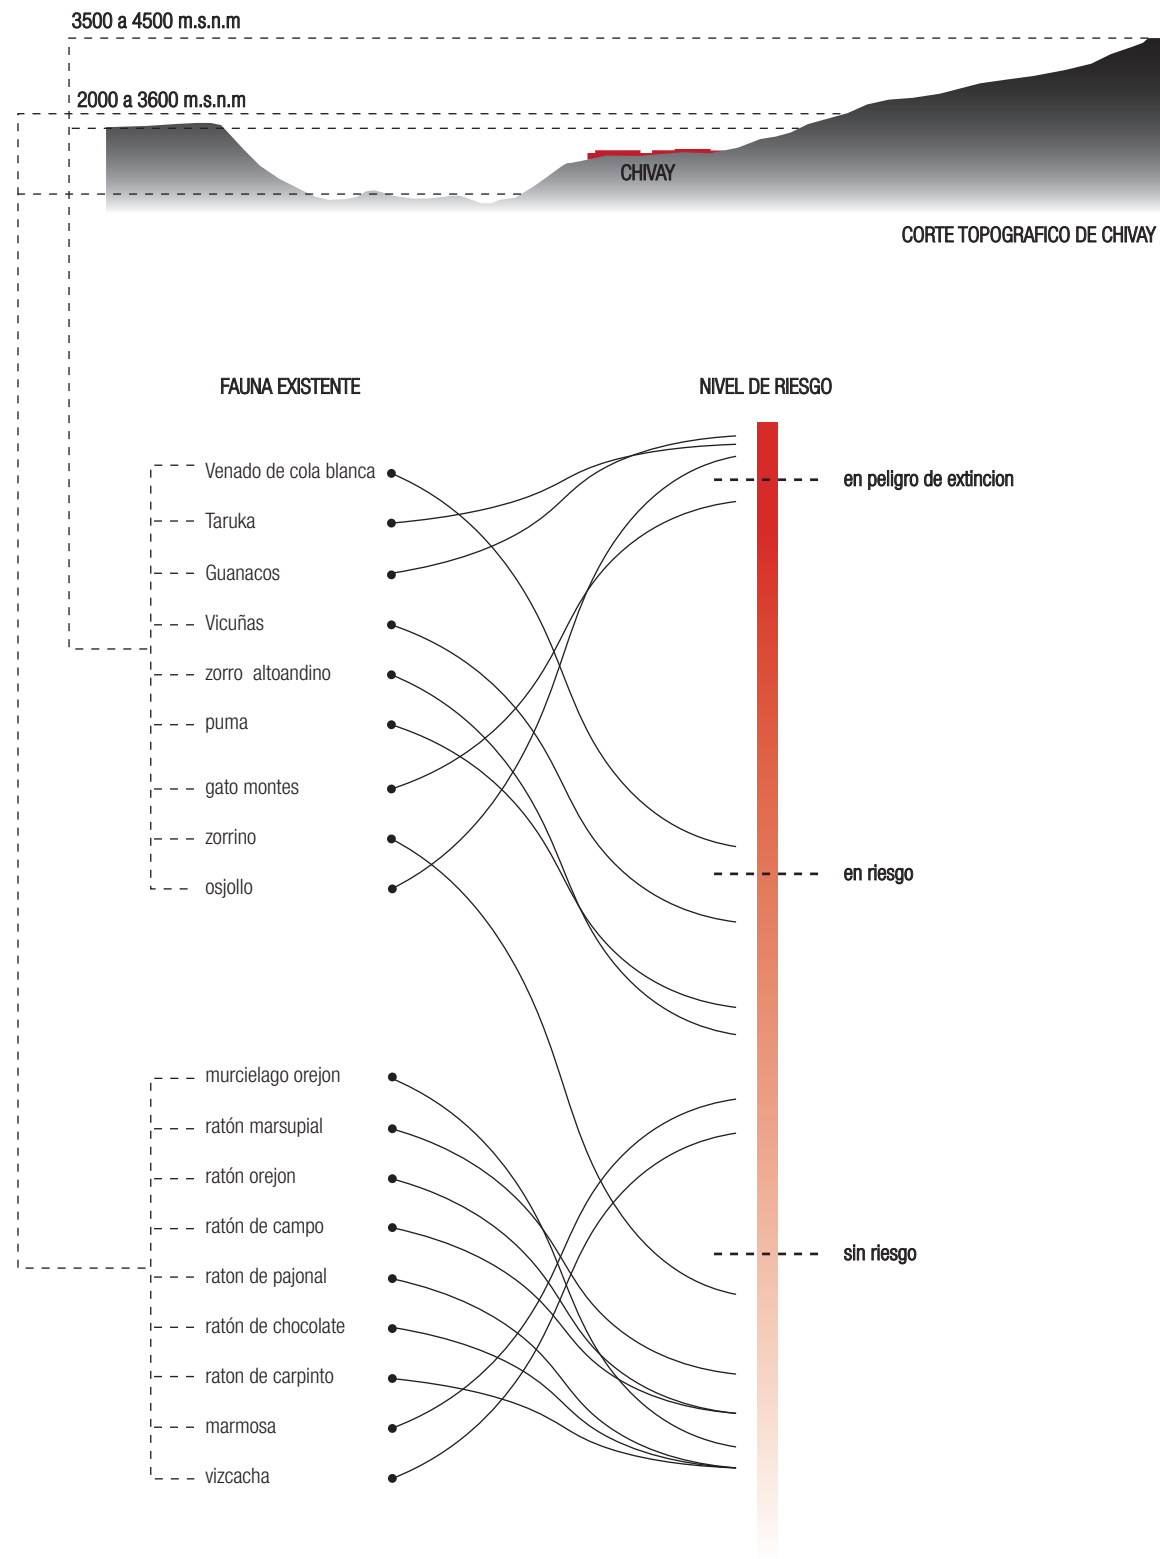 3500 a 4500 m.s.n.m
2000 a 3600 m.s.n.m
CHIVAY
CORTE TOPOGRAFICO DE CHIVAY
FAUNA EXISTENTE
NIVEL DE RIESGO
Venado de cola blanca
Taruka
Guanacos
Vicuñas
zorro altoandino
puma
gato montes
zorrino
osjollo
en peligro de extincion
en riesgo
sin riesgo
murcielago orejon
ratón marsupial
ratón orejon
ratón de campo
raton de pajonal
ratón de chocolate
raton de carpinto
marmosa
vizcacha